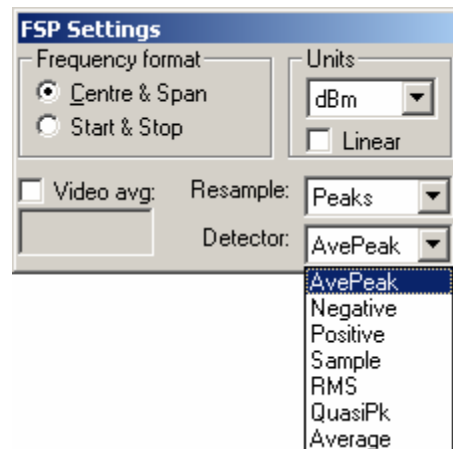 FSP Settings
Frequency format
Centre & Span
Start & Stop
Units
dBm
Linear
Video avg:
Resample:
Peaks
Detector:
AvePeak
AvePeak
Negative
Positive
Sample
RMS
QuasiPk
Average